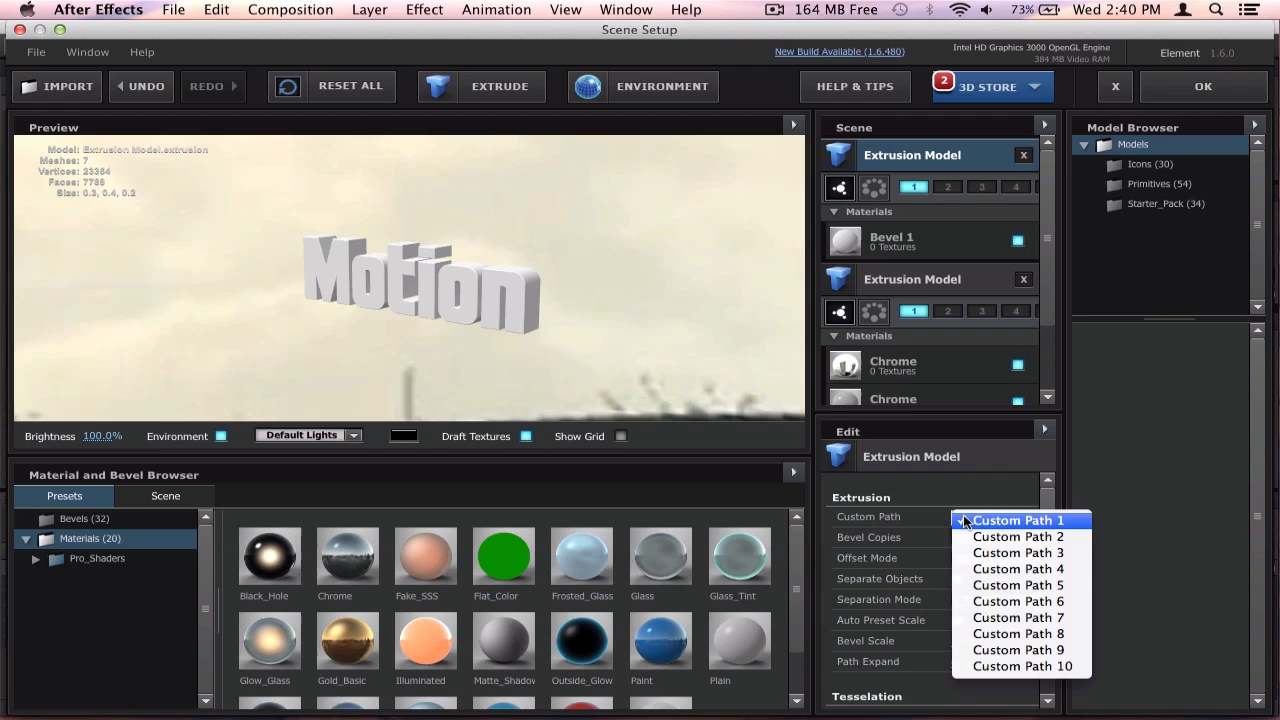 After Effects File Edit Composition Layer Effect Animation View Window Help 164 MB Free 73% Wed 2:40 PM
Scene Setup
File Window Help New Build Available (1.6.480) Intel HD Graphics 3000 OpenGL Engine
384 MB Video RAM
Element 1.6.0
IMPORT UNDO REDO RESET ALL EXTRUDE ENVIRONMENT HELP & TIPS 2 3D STORE X OK
Preview
Model: Extrusion Model.extrusion
Meshes: 7
Vertices: 23364
Faces: 7788
Size: 0.3, 0.4, 0.2
Motion
Brightness 100.0% Environment Default Lights Draft Textures Show Grid
Scene
Extrusion Model X
1 2 3 4
Materials
Bevel 1
0 Textures
Extrusion Model X
1 2 3 4
Materials
Chrome
0 Textures
Chrome
Model Browser
Models
Icons (30)
Primitives (54)
Starter_Pack (34)
Material and Bevel Browser
Presets Scene
Bevels (32)
Materials (20)
Pro_Shaders
Black_Hole Chrome Fake_SSS Flat_Color Frosted_Glass Glass Glass_Tint
Glow_Glass Gold_Basic Illuminated Matte_Shadow Outside_Glow Paint Plain
Edit
Extrusion Model
Extrusion
Custom Path
Bevel Copies
Offset Mode
Separate Objects
Separation Mode
Auto Preset Scale
Bevel Scale
Path Expand
Tesselation
Custom Path 1
Custom Path 2
Custom Path 3
Custom Path 4
Custom Path 5
Custom Path 6
Custom Path 7
Custom Path 8
Custom Path 9
Custom Path 10